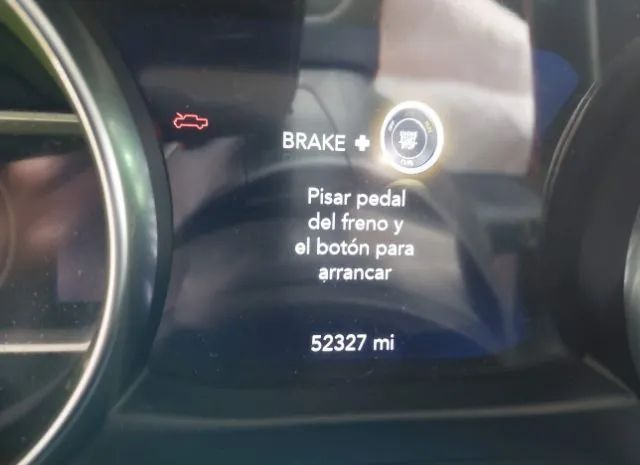 BRAKE +
Pisar pedal
del freno y
el botón para
arrancar
52327 mi